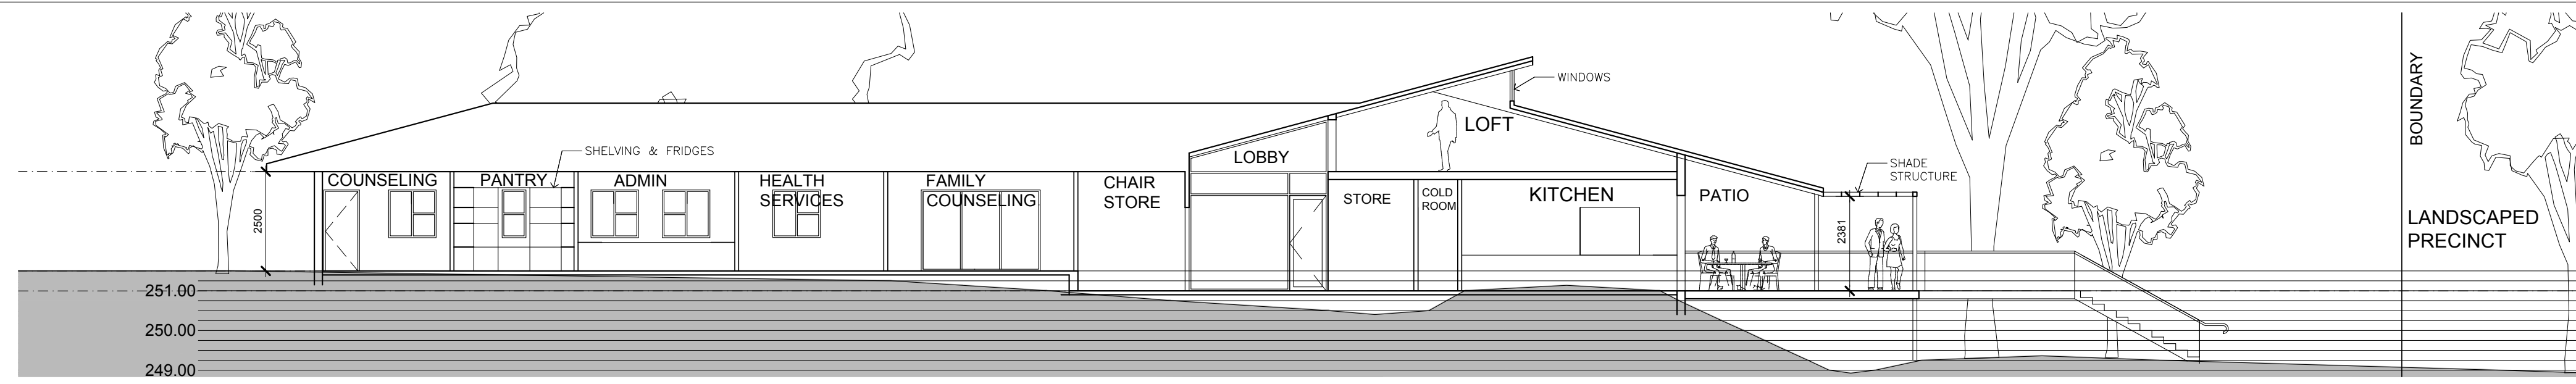 WINDOWS
BOUNDARY
LOFT
SHELVING & FRIDGES
LOBBY
SHADE
STRUCTURE
COUNSELING
PANTRY
ADMIN
HEALTH
SERVICES
FAMILY
COUNSELING
CHAIR
STORE
STORE
COLD
ROOM
KITCHEN
PATIO
2500
2381
LANDSCAPED
PRECINCT
251.00
250.00
249.00